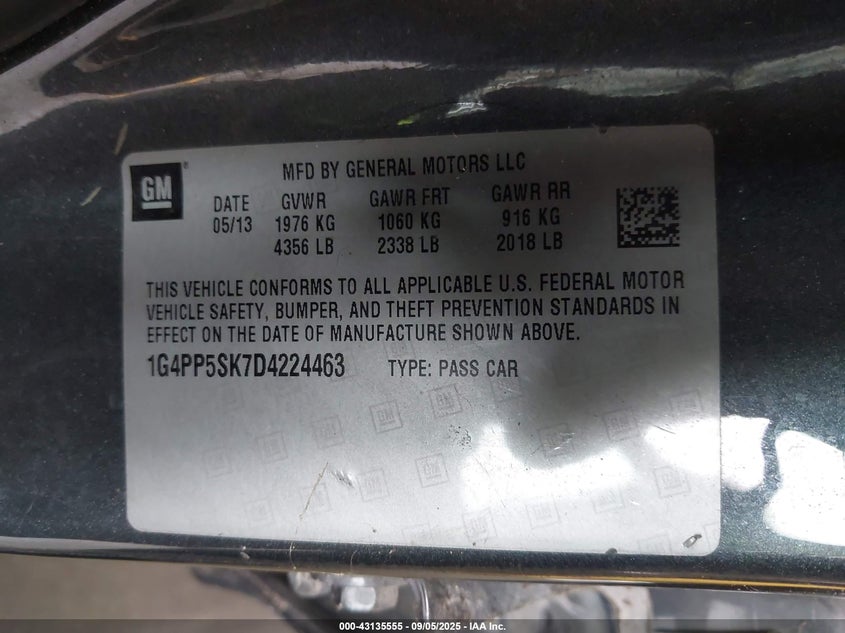 MFD BY GENERAL MOTORS LLC
GM®
DATE GVWR GAWR FRT GAWR RR
05/13 1976 KG 1060 KG 916 KG
4356 LB 2338 LB 2018 LB
THIS VEHICLE CONFORMS TO ALL APPLICABLE U.S. FEDERAL MOTOR
VEHICLE SAFETY, BUMPER, AND THEFT PREVENTION STANDARDS IN
EFFECT ON THE DATE OF MANUFACTURE SHOWN ABOVE.
1G4PP5SK7D4224463 TYPE: PASS CAR
000-43135555 - 09/05/2025 - © Copyright - IAA